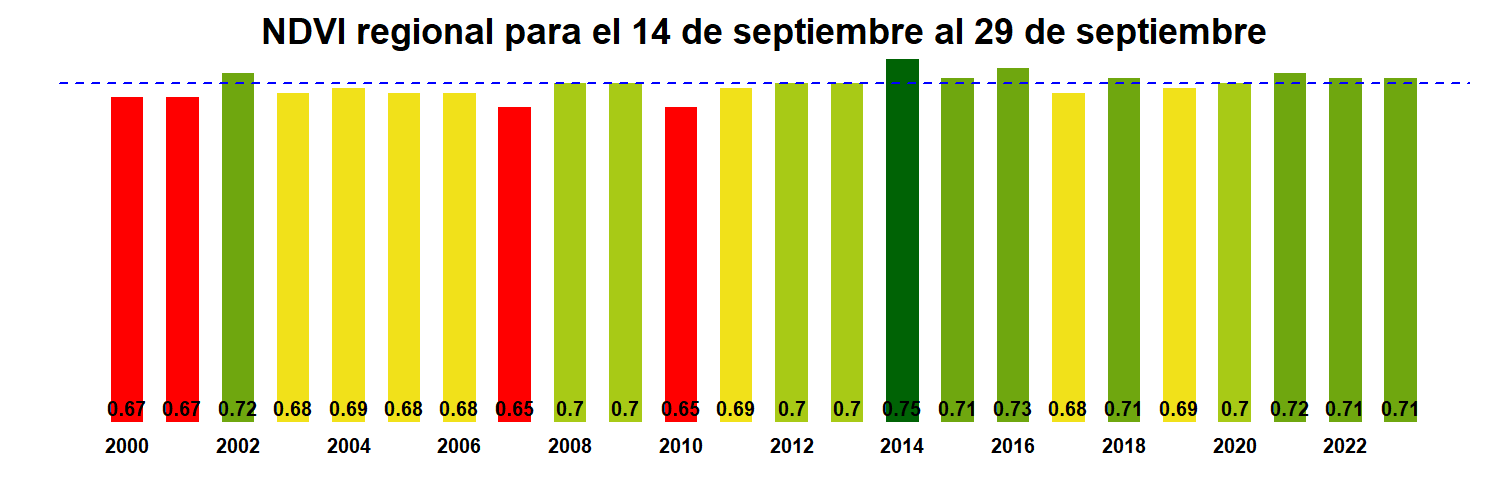 NDVI regional para el 14 de septiembre al 29 de septiembre
0.67 0.67 0.72 0.68 0.69 0.68 0.68 0.65 0.7 0.7 0.65 0.69 0.7 0.7 0.75 0.71 0.73 0.68 0.71 0.69 0.7 0.72 0.71 0.71
2000 2002 2004 2006 2008 2010 2012 2014 2016 2018 2020 2022